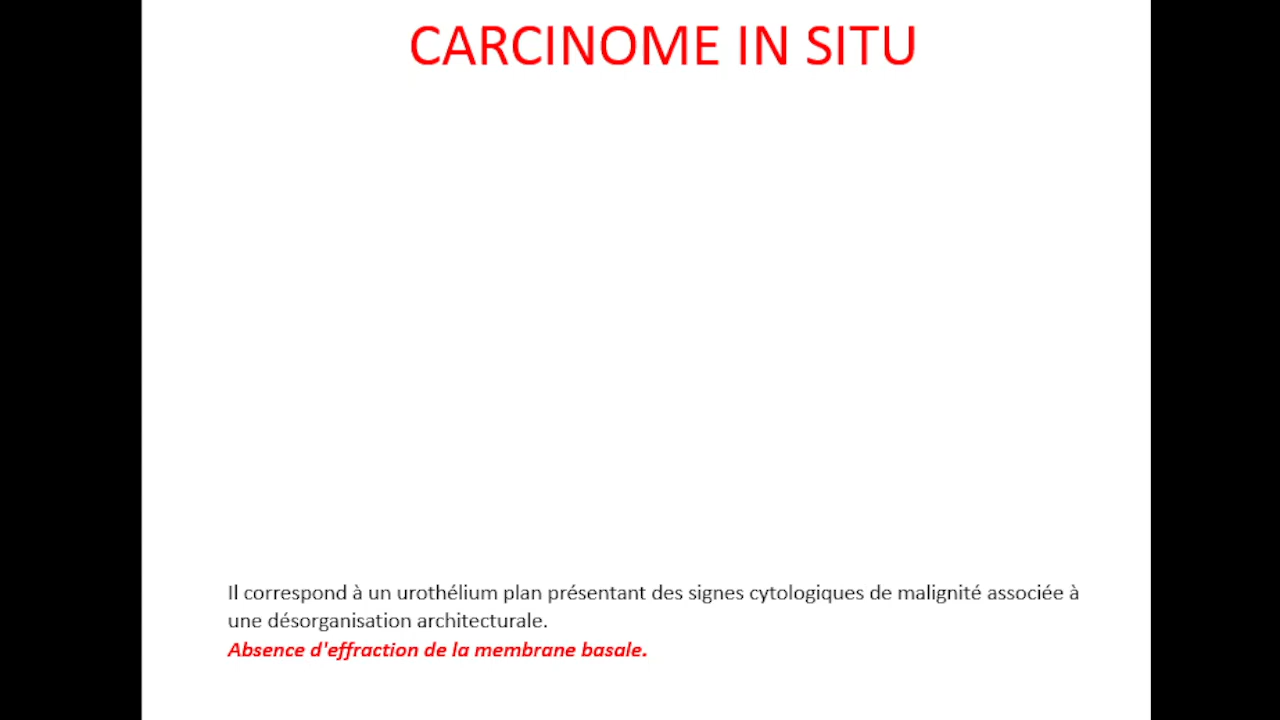 CARCINOME IN SITU
Il correspond à un urothélium plan présentant des signes cytologiques de malignité associée à
une désorganisation architecturale.
Absence d'effraction de la membrane basale.